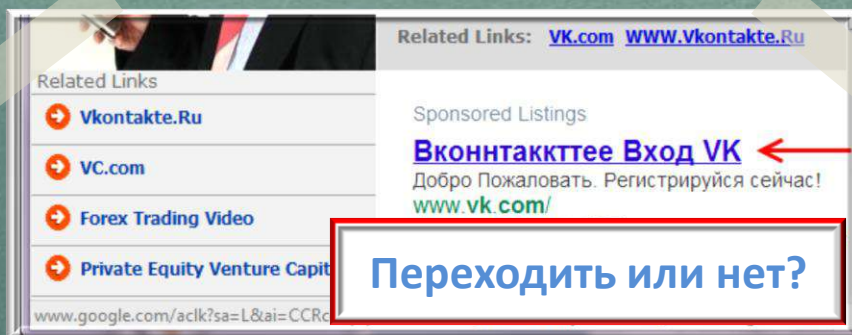 Related Links: VK.com WWW.Vkontakte.Ru
Related Links
Vkontakte.Ru
VC.com
Forex Trading Video
Private Equity Venture Capit
Sponsored Listings
Вконнтаккттее Вход VK
Добро Пожаловать. Регистрируйся сейчас!
www.vk.com/
Переходить или нет?
www.google.com/aclk?sa=L&ai=CCRc